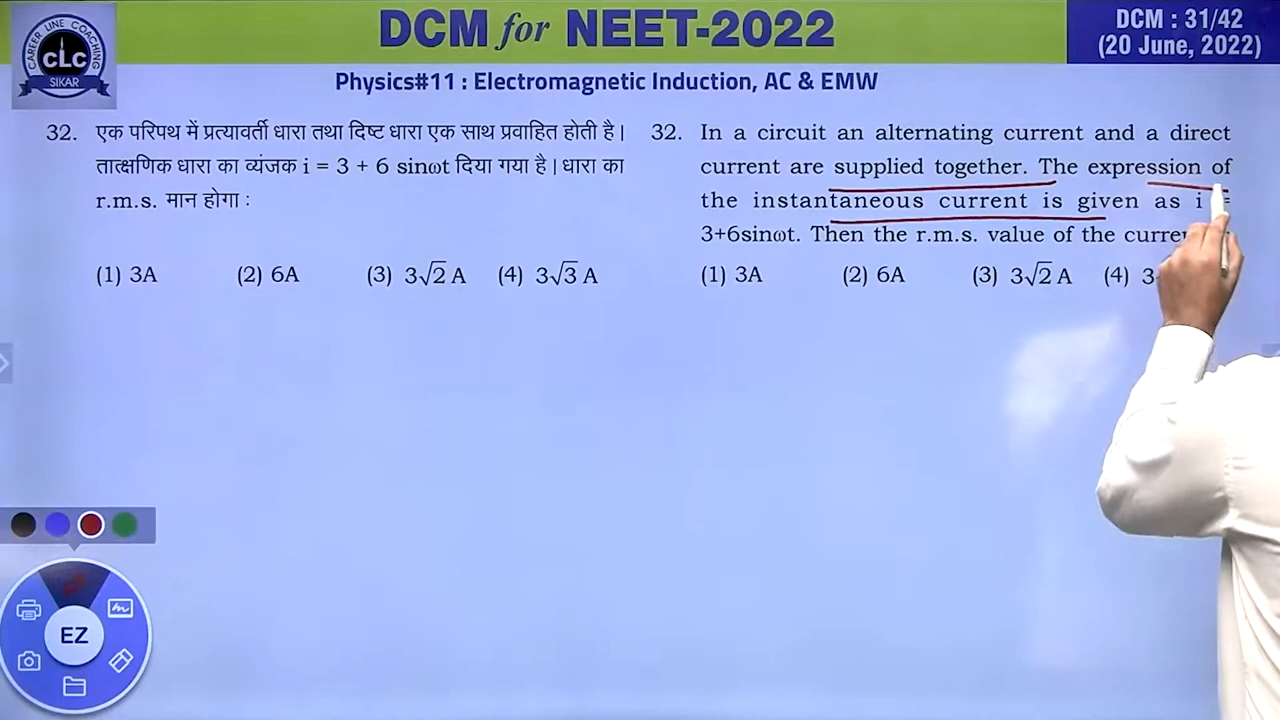 CAREER LINE COACHING
CLC
SIKAR
DCM for NEET-2022
DCM : 31/42
(20 June, 2022)
Physics#11 : Electromagnetic Induction, AC & EMW
32. एक परिपथ में प्रत्यावर्ती धारा तथा दिष्ट धारा एक साथ प्रवाहित होती है।
तात्क्षणिक धारा का व्यंजक i = 3 + 6 sinωt दिया गया है। धारा का
r.m.s. मान होगा :
(1) 3A (2) 6A (3) 3√2 A (4) 3√3 A
32. In a circuit an alternating current and a direct
current are supplied together. The expression of
the instantaneous current is given as i =
3+6sinωt. Then the r.m.s. value of the
(1) 3A (2) 6A (3) 3√2 A (4) 3
EZ